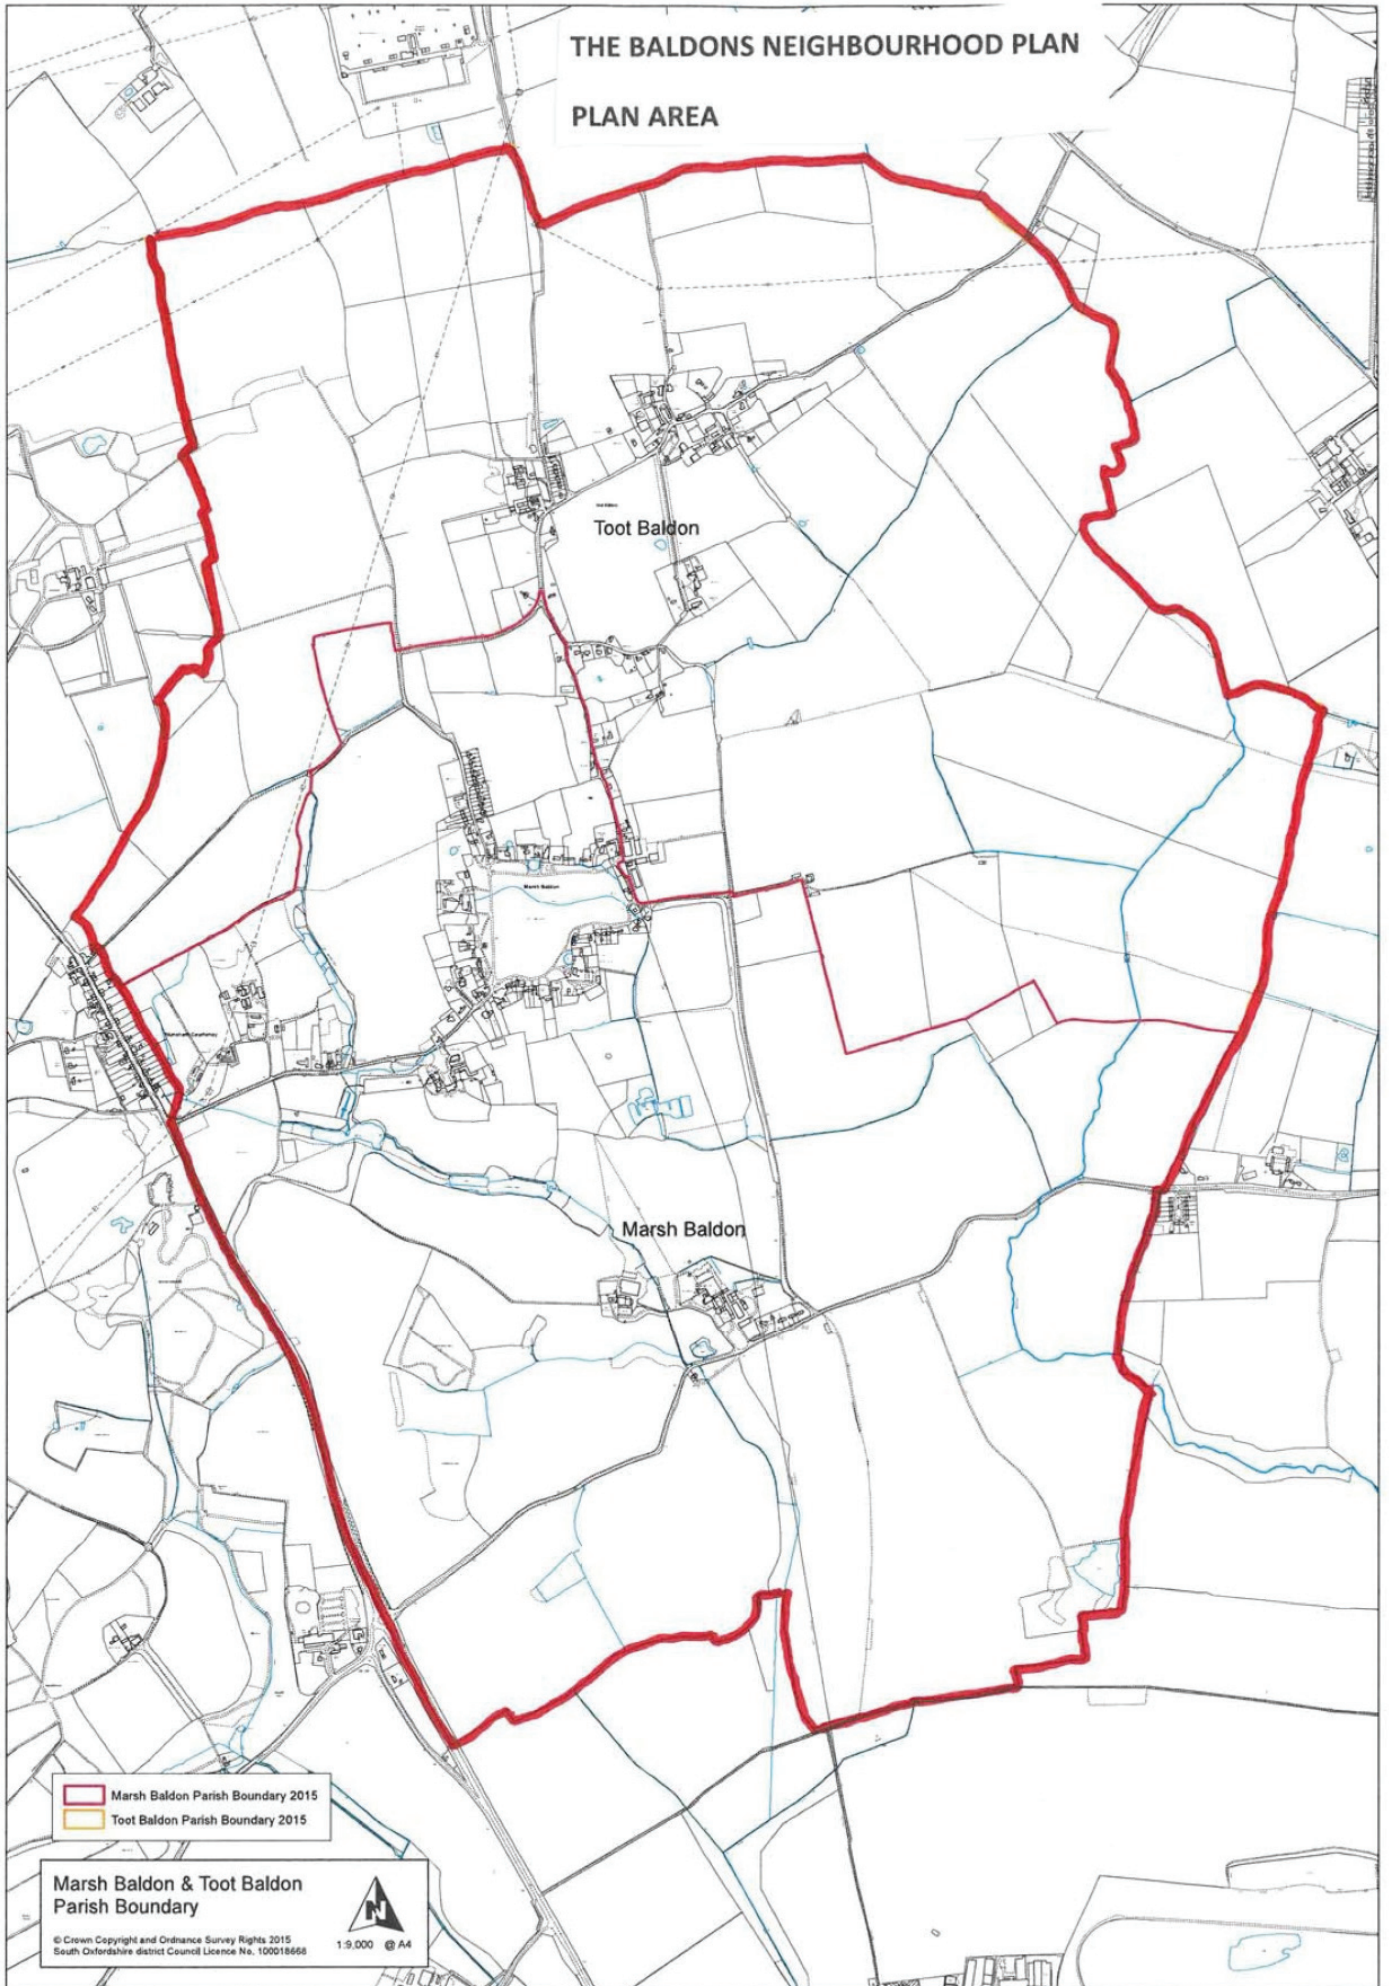 THE BALDONS NEIGHBOURHOOD PLAN
PLAN AREA
Toot Baldon
Marsh Baldon
Marsh Baldon
Marsh Baldon Parish Boundary 2015
Toot Baldon Parish Boundary 2015
Marsh Baldon & Toot Baldon
Parish Boundary
N
© Crown Copyright and Ordnance Survey Rights 2015
South Oxfordshire district Council Licence No. 100018668
1:9,000 @ A4